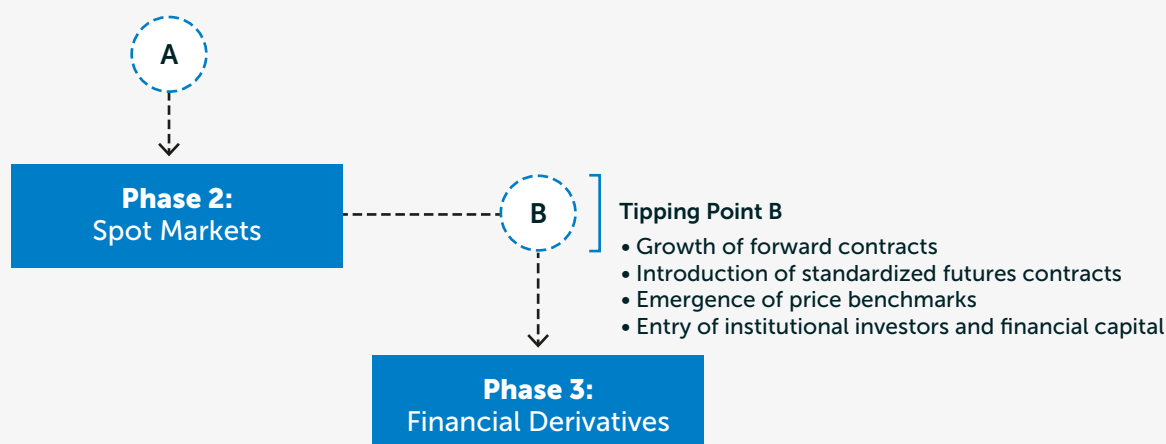 A
Phase 2:
Spot Markets
B
Tipping Point B
• Growth of forward contracts
• Introduction of standardized futures contracts
• Emergence of price benchmarks
• Entry of institutional investors and financial capital
Phase 3:
Financial Derivatives